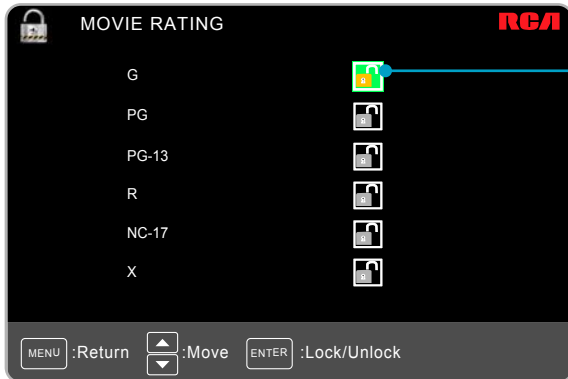 MOVIE RATING RCA
G
PG
PG-13
R
NC-17
X
MENU :Return :Move ENTER :Lock/Unlock